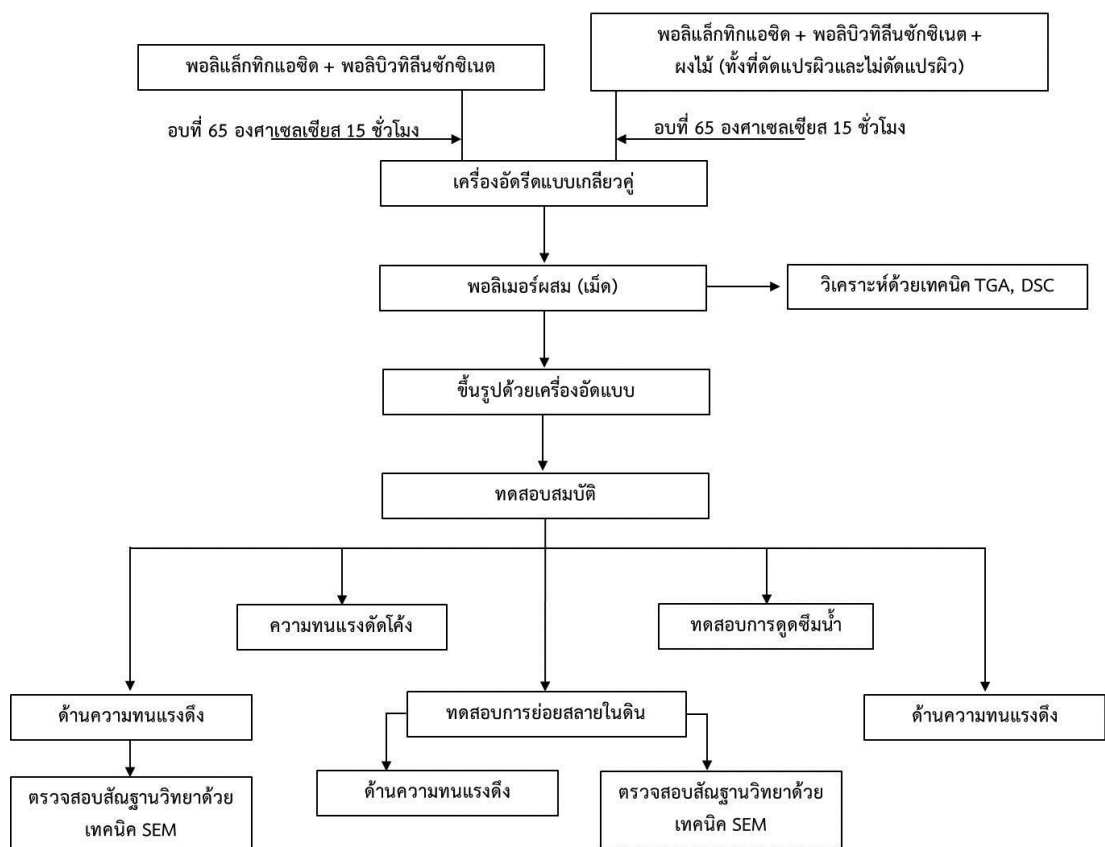 พอลิแล็กทิกแอซิด + พอลิบิวทิลีนซักซิเนต
พอลิแล็กทิกแอซิด + พอลิบิวทิลีนซักซิเนต +
ผงไม้ (ทั้งที่ดัดแปรผิวและไม่ดัดแปรผิว)
อบที่ 65 องศาเซลเซียส 15 ชั่วโมง
อบที่ 65 องศาเซลเซียส 15 ชั่วโมง
เครื่องอัดรีดแบบเกลียวคู่
พอลิเมอร์ผสม (เม็ด)
วิเคราะห์ด้วยเทคนิค TGA, DSC
ขึ้นรูปด้วยเครื่องอัดแบบ
ทดสอบสมบัติ
ความทนแรงดัดโค้ง
ทดสอบการดูดซึมน้ำ
ด้านความทนแรงดึง
ทดสอบการย่อยสลายในดิน
ด้านความทนแรงดึง
ตรวจสอบสัณฐานวิทยาด้วย
เทคนิค SEM
ด้านความทนแรงดึง
ตรวจสอบสัณฐานวิทยาด้วย
เทคนิค SEM